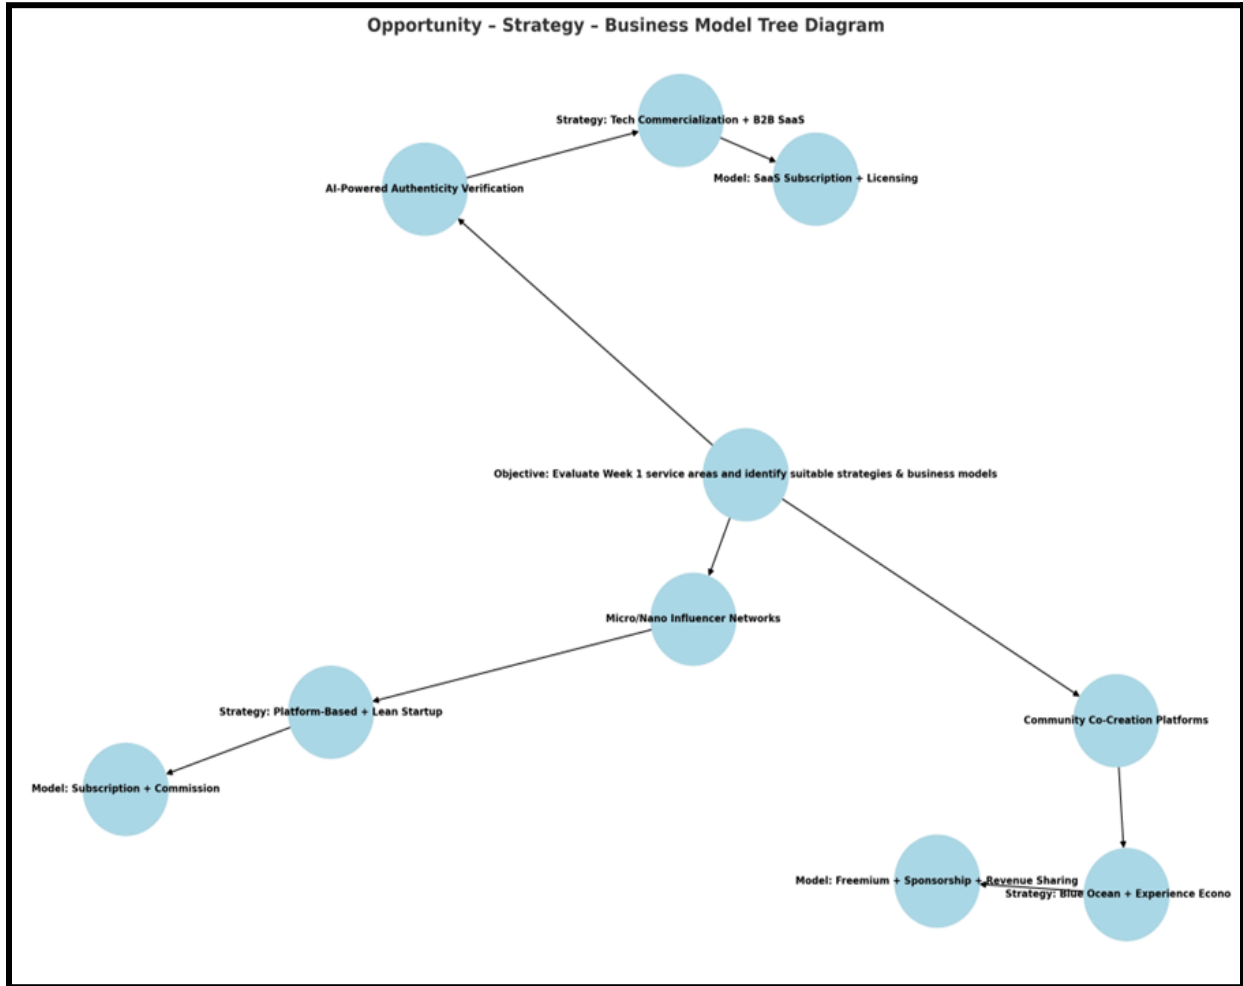 Opportunity – Strategy – Business Model Tree Diagram
Strategy: Tech Commercialization + B2B SaaS
Model: SaaS Subscription + Licensing
AI-Powered Authenticity Verification
Objective: Evaluate Week 1 service areas and identify suitable strategies & business models
Micro/Nano Influencer Networks
Strategy: Platform-Based + Lean Startup
Community Co-Creation Platforms
Model: Subscription + Commission
Model: Freemium + Sponsorship + Revenue Sharing
Strategy: Blue Ocean + Experience Econo